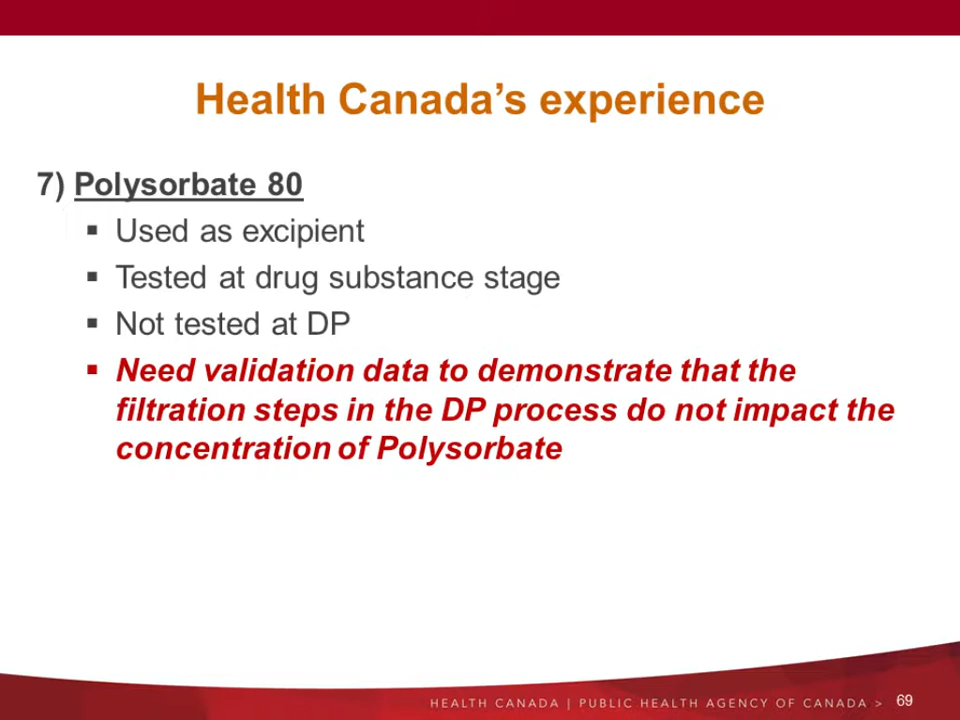 Health Canada’s experience
7) Polysorbate 80
▪ Used as excipient
▪ Tested at drug substance stage
▪ Not tested at DP
▪ Need validation data to demonstrate that the
filtration steps in the DP process do not impact the
concentration of Polysorbate
HEALTH CANADA | PUBLIC HEALTH AGENCY OF CANADA > 69